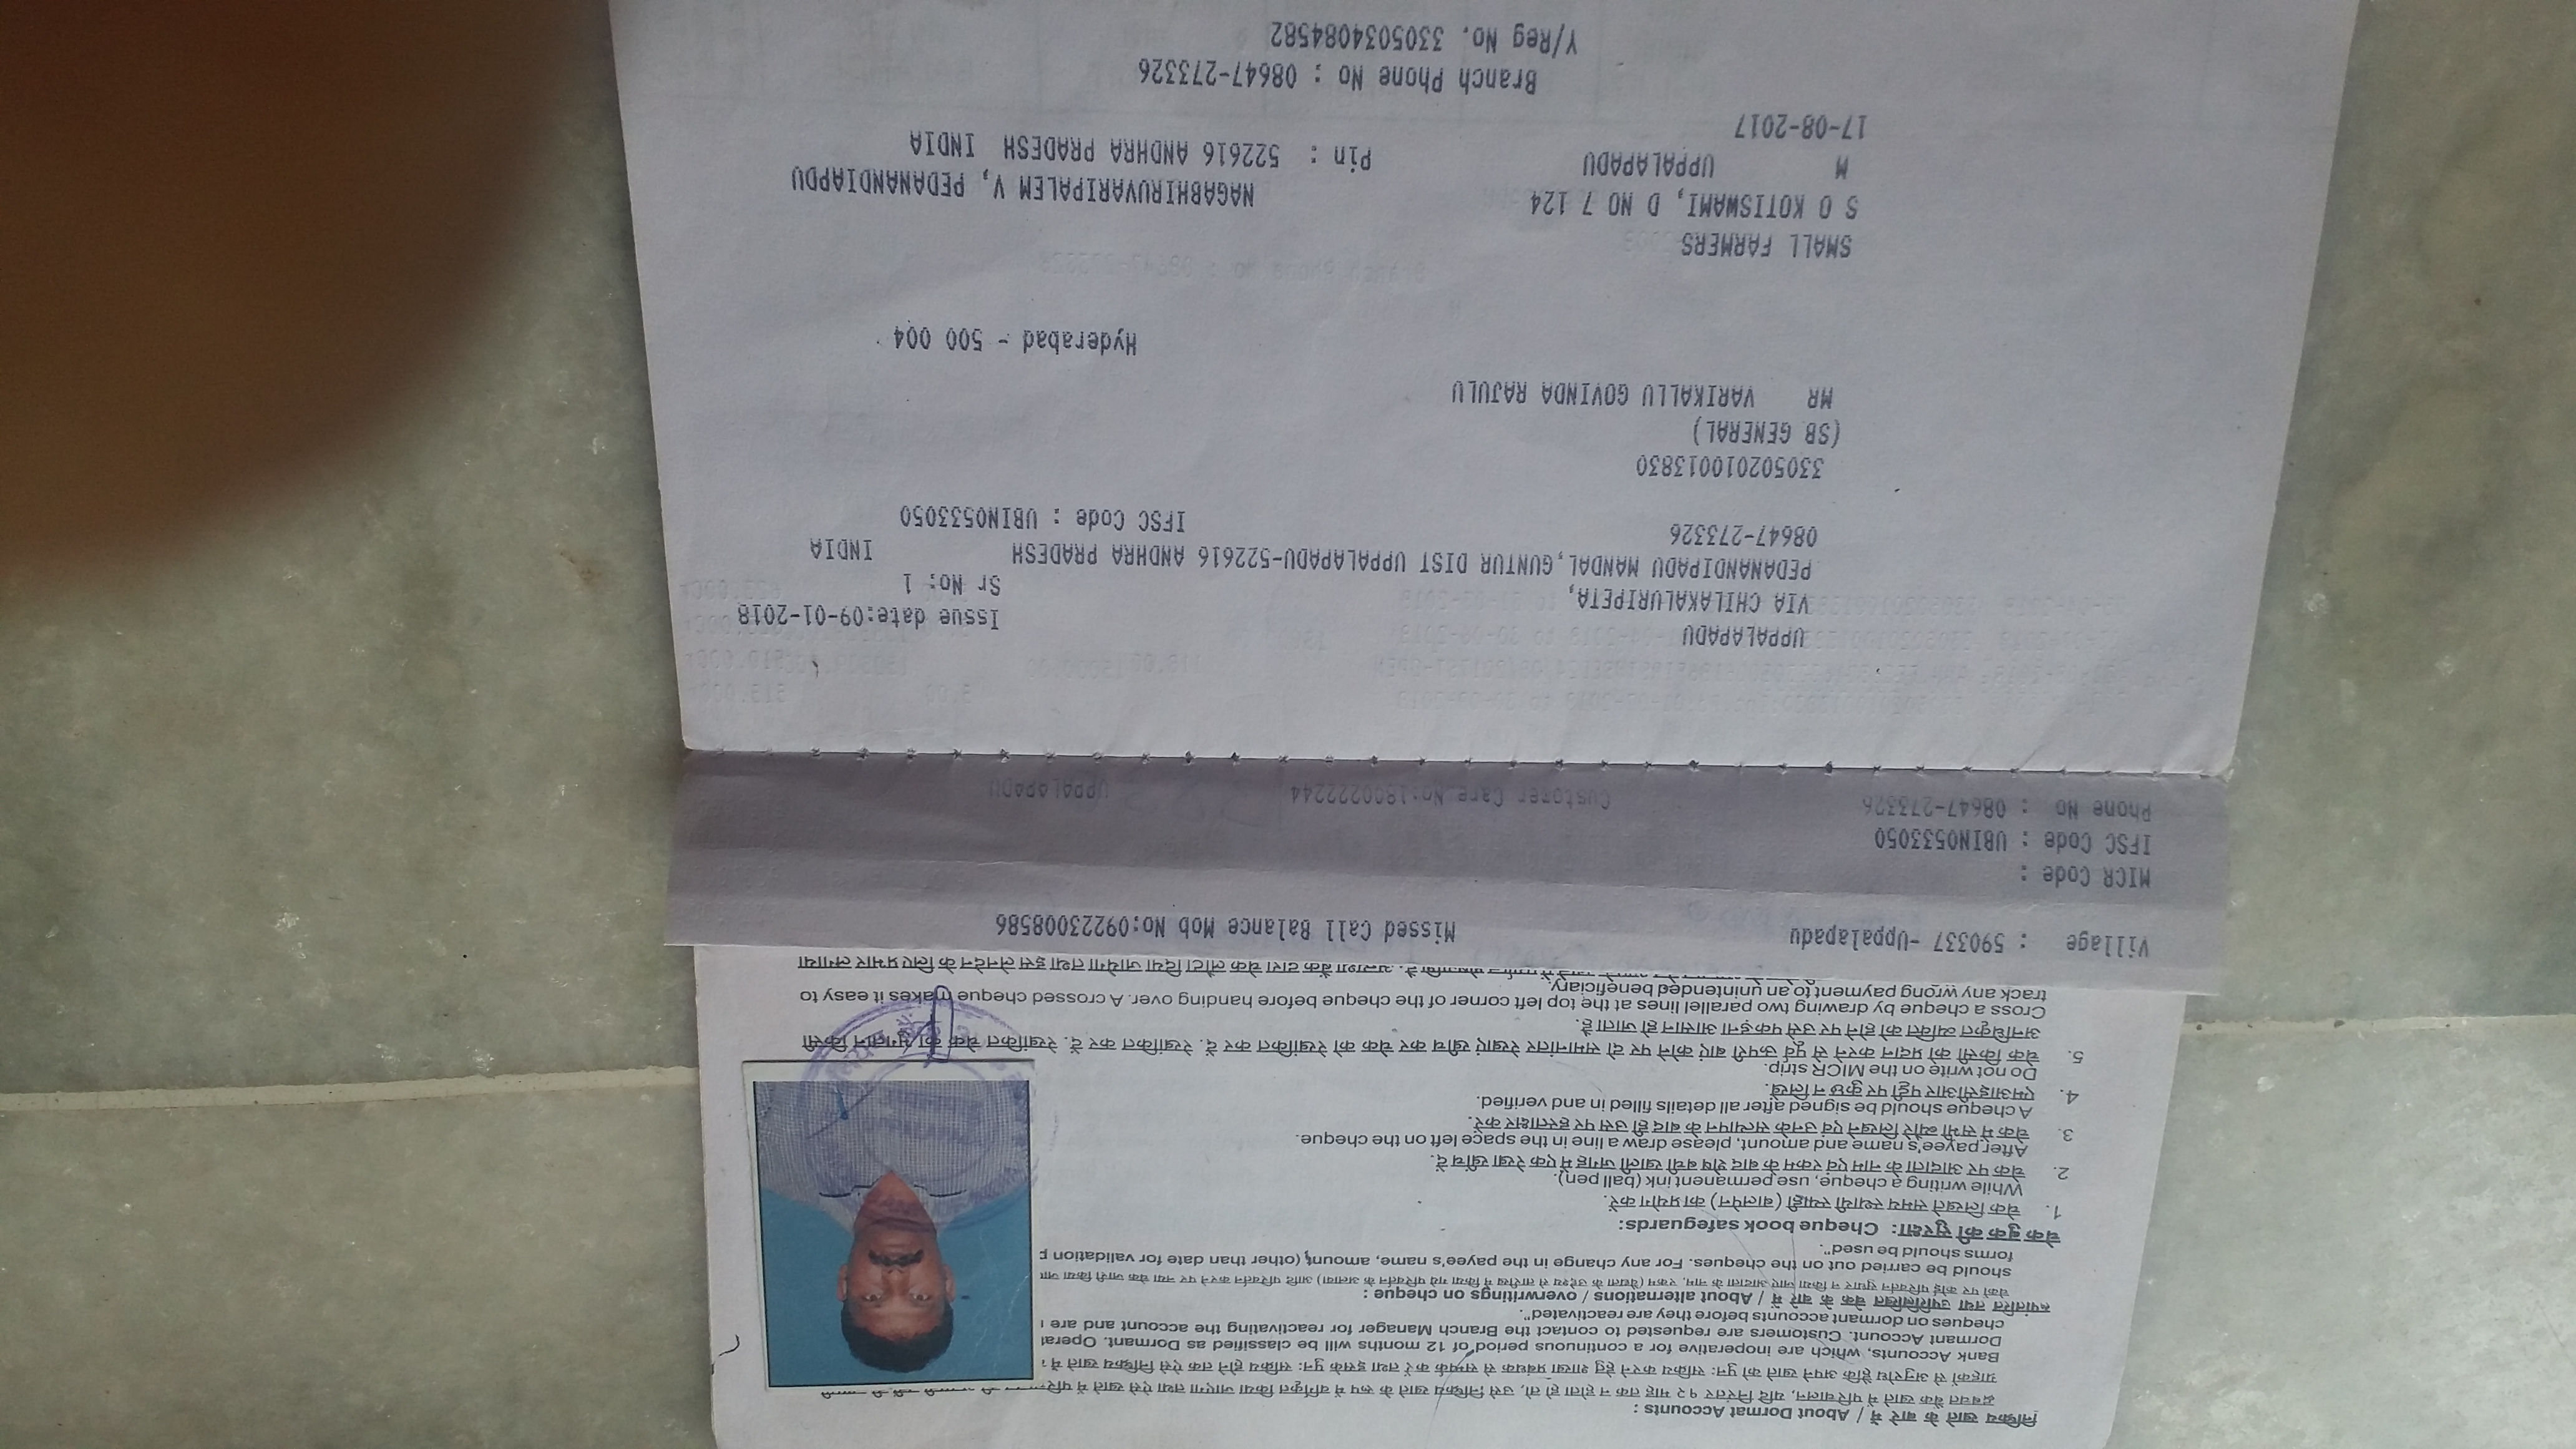 निष्क्रिय खाते के बारे में / About Dormat Accounts :
बचत बैंक खाते में परिचालन, यदि निरंतर १२ माह तक न होता हो तो, उसे निष्क्रिय खाते के रूप में वर्गिकृत किया जाएगा तथा ऐसे खाते में
ग्राहकों से अनुरोध हैकि अपने खाते को पुनः सक्रिय करने हेतु शाखा प्रबंधक से सम्पर्क करें तथा इसके पुनः सक्रिय होने तक ऐसे निष्क्रिय खाते में
Bank Accounts, which are inoperative for a continuous period of 12 months will be classified as Dormant. Operat
Dormant Account. Customers are requested to contact the Branch Manager for reactivating the account and are
cheques on dormant accounts before they are reactivated".
रूपांतरित तथा उपरिलिखित चेक के बारे में / About alternations / overwritings on cheque :
चेकों पर कोई परिवर्तन सुधार न किया जाए आदाता के नाम, रकम (वैधता के उद्देश्य से तारीख में किया गये परिवर्तन के अलावा) आदि परिवर्तन करने पर नया चेक जारी किया जा
should be carried out on the cheques. For any change in the payee's name, amount, (other than date for validation p
forms should be used".
चेक बुक की सुरक्षा: Cheque book safeguards:
1. चेक लिखते समय स्थायी स्याही (बालपेन) का प्रयोग करें.
While writing a cheque, use permanent ink (ball pen).
2. चेक पर आदाता के नाम एवं रकम के बाद शेष बची खाली जगह में एक रेखा खींच दें.
After payee's name and amount, please draw a line in the space left on the cheque.
3. चेक में सभी ब्यौरे लिखने एवं उनके सत्यापन के बाद ही उस पर हस्ताक्षर करें.
A cheque should be signed after all details filled in and verified.
4. एमआइसीआर पट्टी पर कुछ न लिखें.
Do not write on the MICR strip.
5. चेक किसी को प्रदान करने से पूर्व ऊपरी बाएं कोने पर दो समानांतर रेखाएं खीच कर चेक को रेखांकित कर दें. रेखांकित कर दें. रेखांकित चेक का भुगतान किसी
अनधिकृत व्यक्ति को होने पर उसे पकड़ना आसान हो जाता है.
Cross a cheque by drawing two parallel lines at the top left corner of the cheque before handing over. A crossed cheque makes it easy to
track any wrong payment to an unintended beneficiary.
बैंक द्वारा चेक लौटा दिया जायेगा तथा इस लेनदेन के लिए प्रभार लगाया
Village : 590337 -Uppalapadu Missed Call Balance Mob No:09223008586
MICR Code :
IFSC Code : UBIN0533050
Phone No : 08647-273326 Customer Care No:1800222244 UPPALAPADU
Issue date:09-01-2018
UPPALAPADU Sr No: 1
VIA CHILAKALURIPETA,
PEDANANDIPADU MANDAL,GUNTUR DIST UPPALAPADU-522616 ANDHRA PRADESH INDIA
08647-273326 IFSC Code : UBIN0533050
330502010013830
(SB GENERAL)
MR VARIKALLU GOVINDA RAJULU
Hyderabad - 500 004
SMALL FARMERS
S O KOTISWAMI, D NO 7 124 NAGABHIRUVARIPALEM V, PEDANANDIAPDU
M UPPALAPADU Pin : 522616 ANDHRA PRADESH INDIA
17-08-2017
Branch Phone No : 08647-273326
Y/Reg No. 330503404084582